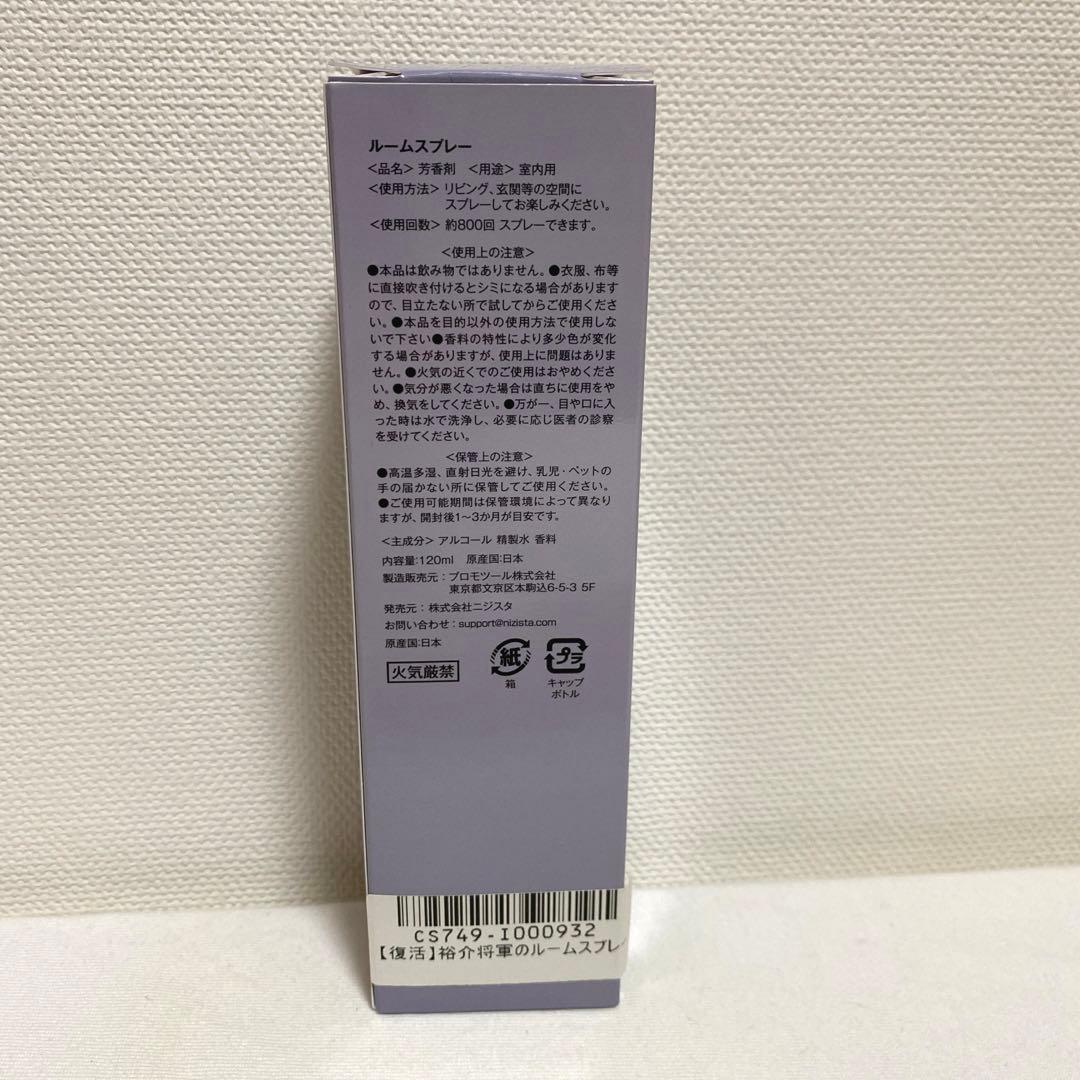 ルームスプレー
<品名> 芳香剤 <用途> 室内用
<使用方法> リビング、玄関等の空間に
スプレーしてお楽しみください。
<使用回数> 約800回 スプレーできます。
<使用上の注意>
●本品は飲み物ではありません。●衣服、布等
に直接吹き付けるとシミになる場合があります
ので、目立たない所で試してからご使用くださ
い。●本品を目的以外の使用方法で使用しな
いで下さい●香料の特性により多少色が変化
する場合がありますが、使用上に問題はありま
せん。●火気の近くでのご使用はおやめくださ
い。●気分が悪くなった場合は直ちに使用をや
め、換気をしてください。●万が一、目や口に入
った時は水で洗浄し、必要に応じ医者の診察
を受けてください。
<保管上の注意>
●高温多湿、直射日光を避け、乳児・ペットの
手の届かない所に保管してご使用ください。
●ご使用可能期間は保管環境によって異なり
ますが、開封後1〜3か月が目安です。
<主成分> アルコール 精製水 香料
内容量:120ml 原産国:日本
製造販売元：プロモツール株式会社
東京都文京区本駒込6-5-3 5F
発売元：株式会社ニジスタ
お問い合わせ：support@nizista.com
原産国:日本
火気厳禁
紙 プラ
箱 キャップ
ボトル
CS749-I000932
【復活】裕介将軍のルームスプレ